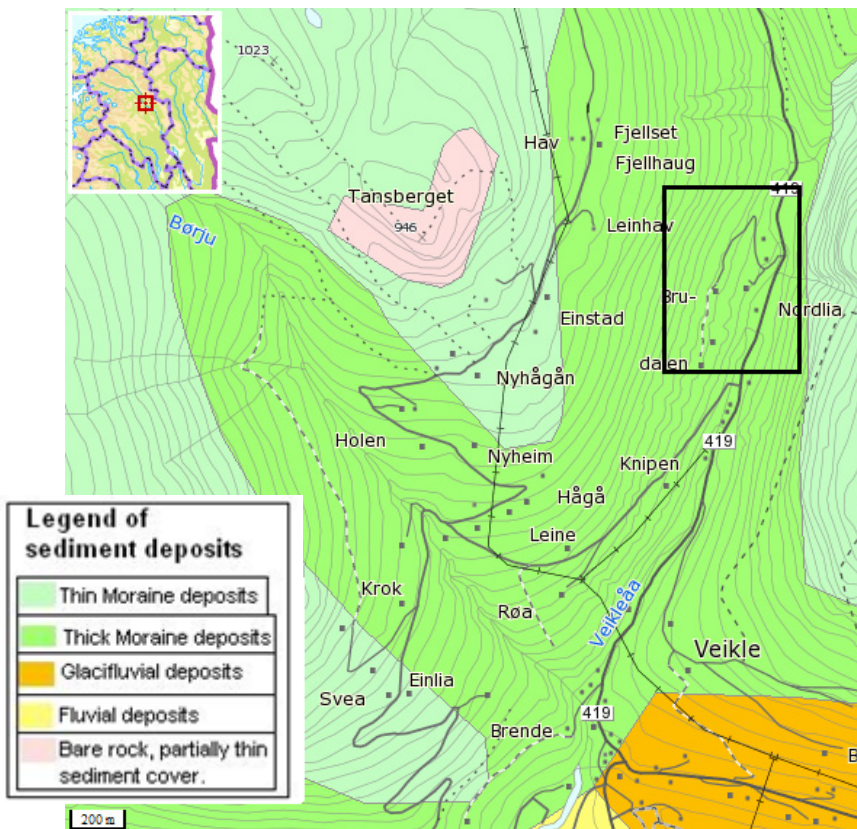 1023
Hav
Fjellset
Fjellhaug
Tansberget
419
Børju
946
Leinhav
Bru-
Nordlia
Einstad
dalen
Nyhågån
Holen
419
Nyheim
Knipen
Hågå
Legend of
sediment deposits
Leine
Thin Moraine deposits
Krok
Røa
Veikleåa
Thick Moraine deposits
Veikle
Glacifluvial deposits
Einlia
Svea
Fluvial deposits
419
Brende
Bare rock, partially thin
sediment cover.
B
200 m